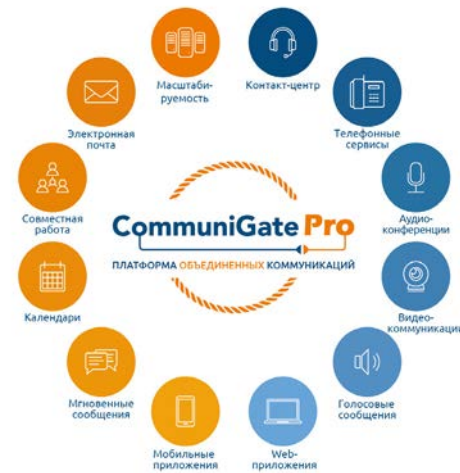 Масштаби-
руемость
Контакт-центр
Электронная
почта
Телефонные
сервисы
Совместная
работа
Аудио-
конференции
CommuniGate Pro
ПЛАТФОРМА ОБЪЕДИНЕННЫХ КОММУНИКАЦИЙ
Календари
Видео-
коммуникации
Мгновенные
сообщения
Голосовые
сообщения
Мобильные
приложения
Web-
приложения